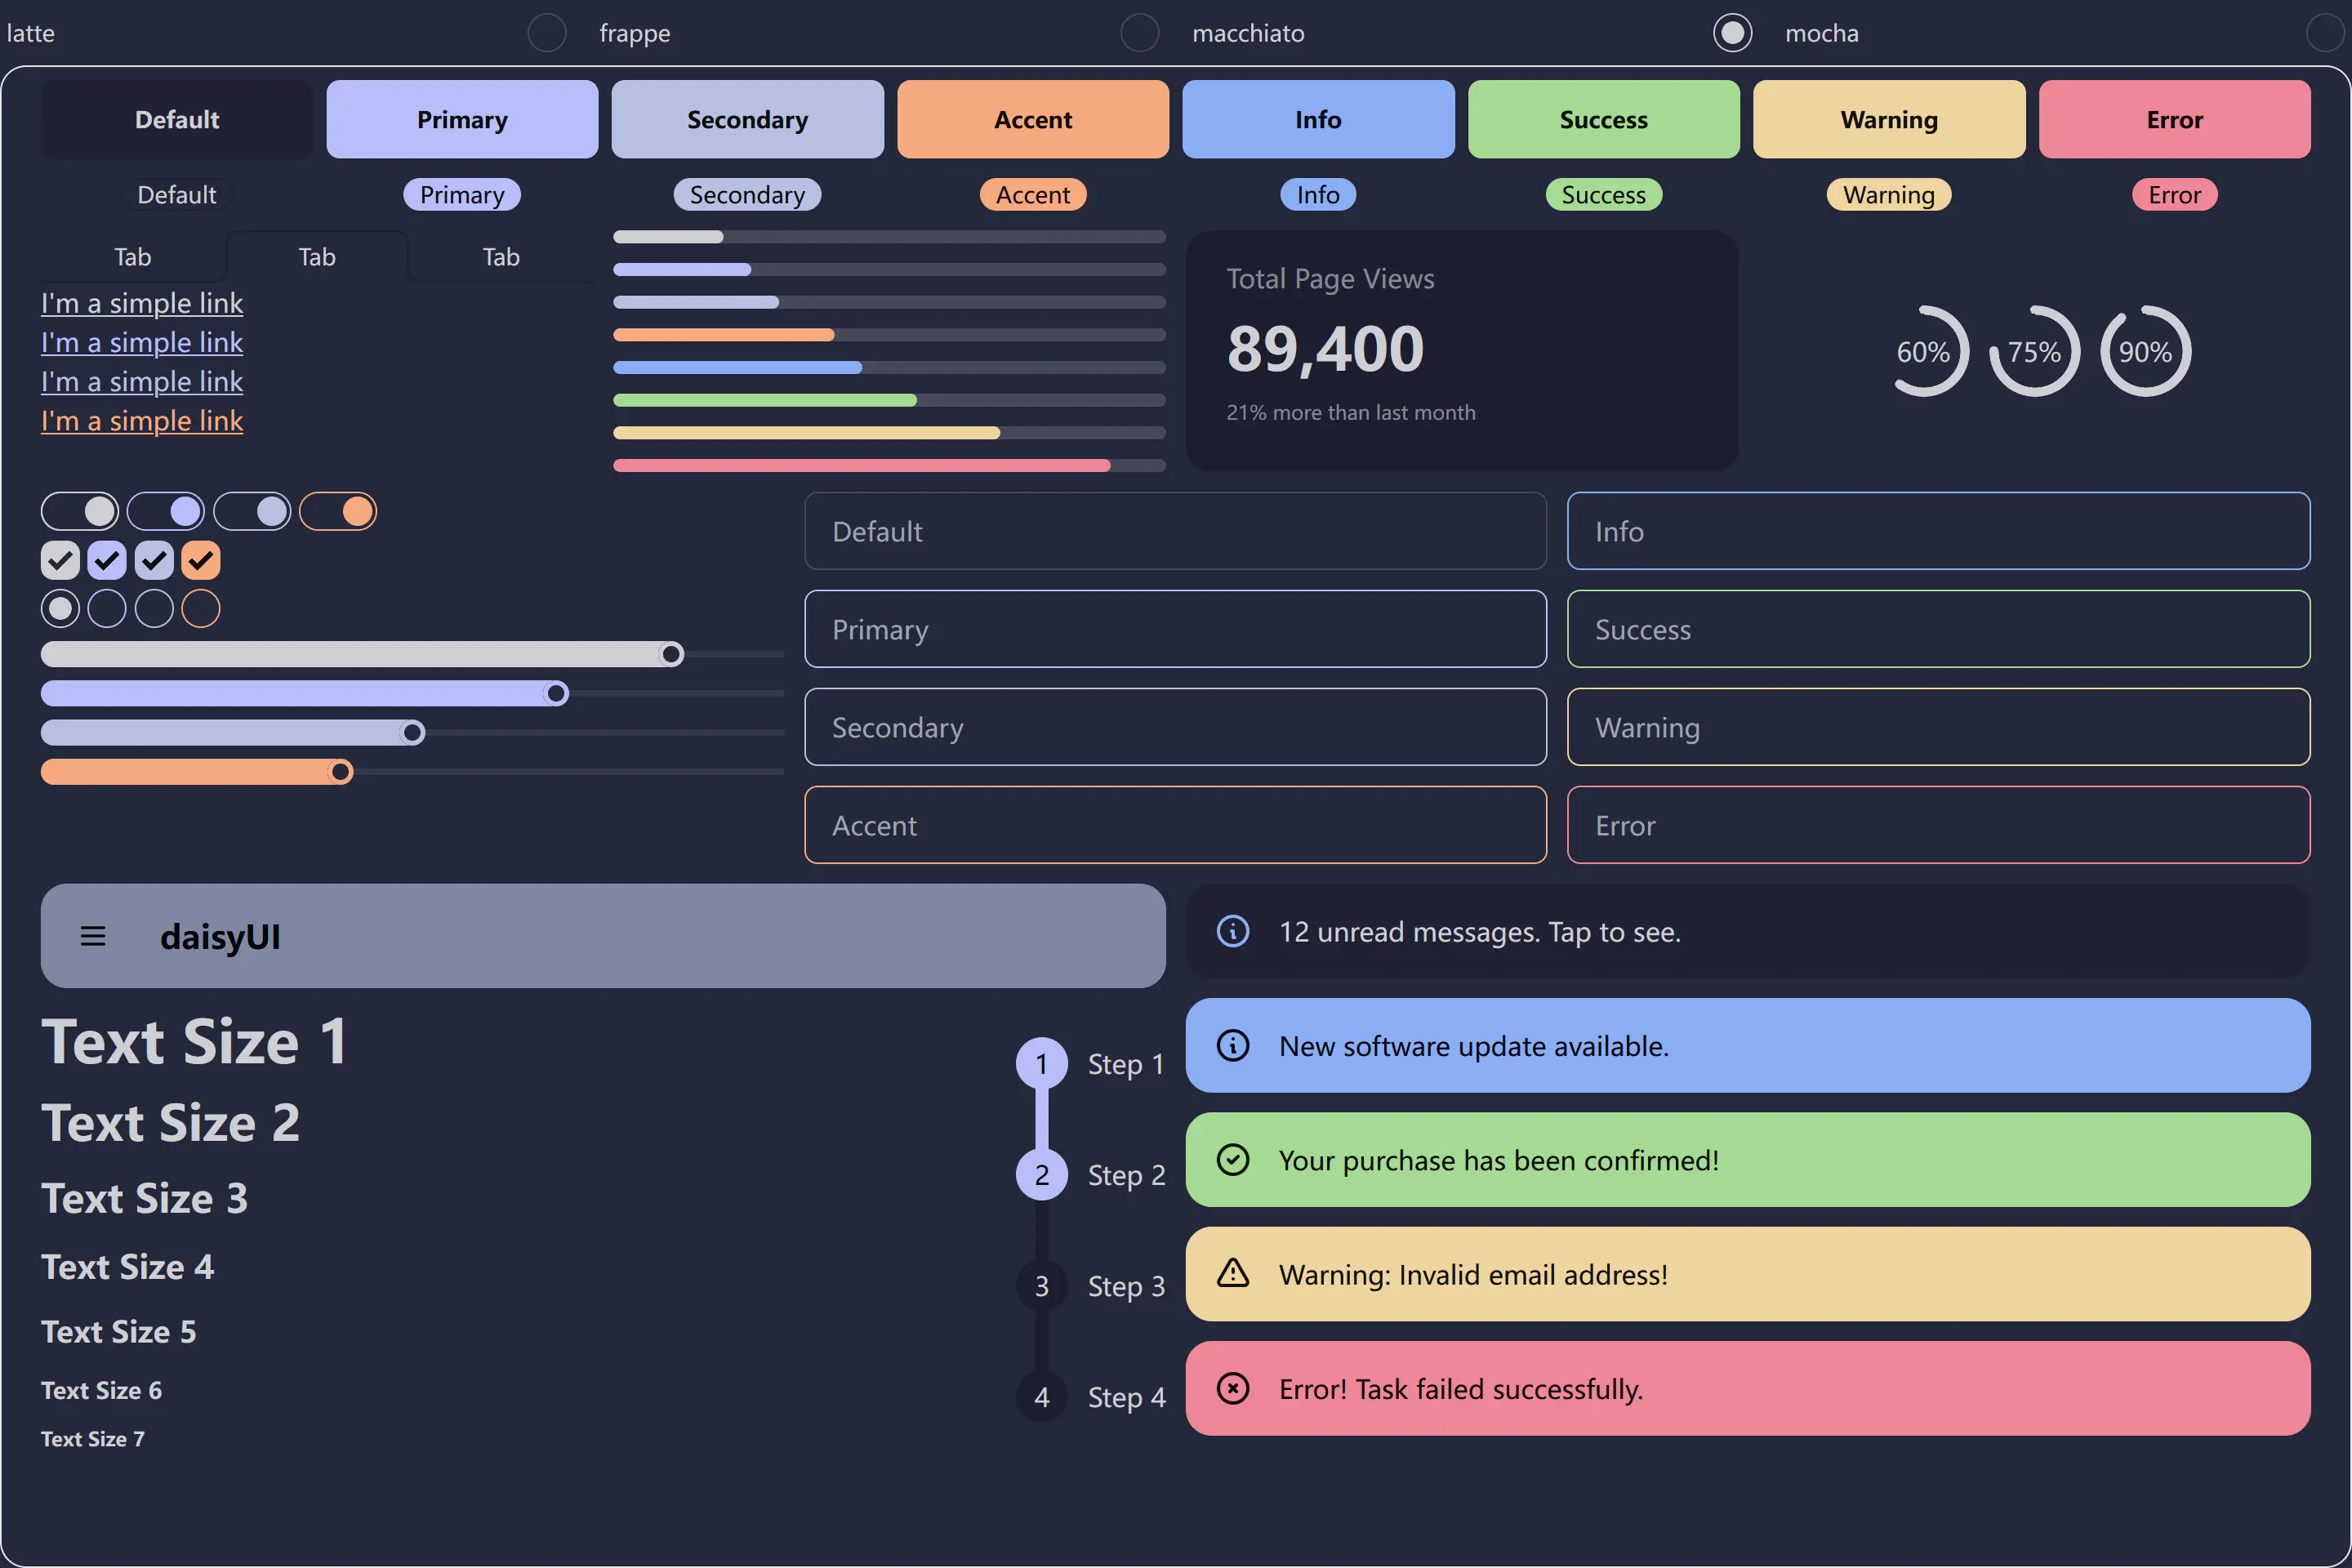 latte frappe macchiato mocha
Default Primary Secondary Accent Info Success Warning Error
Default Primary Secondary Accent Info Success Warning Error
Tab Tab Tab
I'm a simple link
I'm a simple link
I'm a simple link
I'm a simple link
Total Page Views
89,400
21% more than last month
60% 75% 90%
Default
Info
Primary
Success
Secondary
Warning
Accent
Error
daisyUI
Text Size 1
Text Size 2
Text Size 3
Text Size 4
Text Size 5
Text Size 6
Text Size 7
1 Step 1
2 Step 2
3 Step 3
4 Step 4
12 unread messages. Tap to see.
New software update available.
Your purchase has been confirmed!
Warning: Invalid email address!
Error! Task failed successfully.